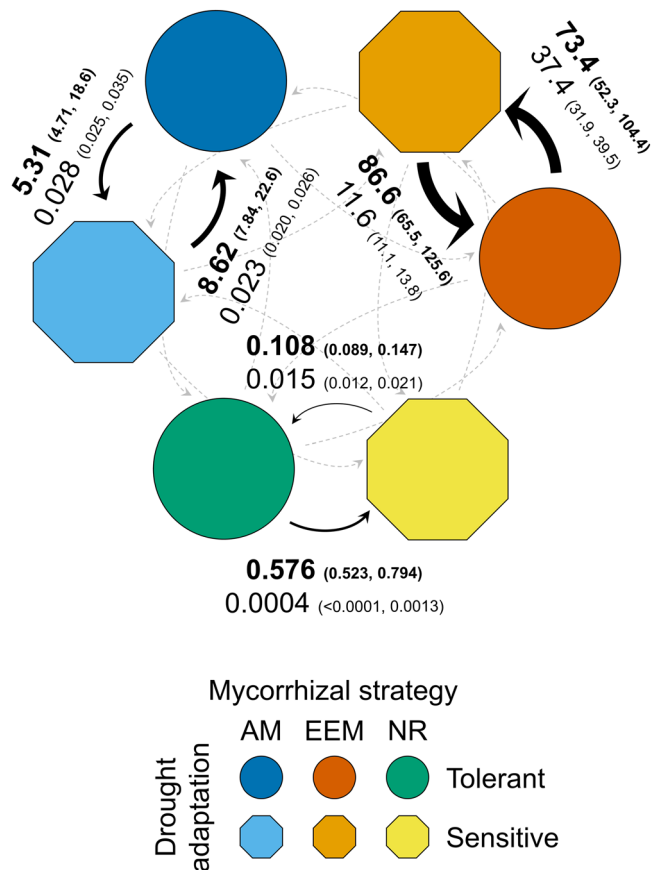 73.4 (52.3, 104.4)
37.4 (31.9, 39.5)
5.31 (4.71, 18.6)
0.028 (0.025, 0.035)
86.6 (65.5, 125.6)
11.6 (11.1, 13.8)
8.62 (7.84, 22.6)
0.023 (0.020, 0.026)
0.108 (0.089, 0.147)
0.015 (0.012, 0.021)
0.576 (0.523, 0.794)
0.0004 (<0.0001, 0.0013)
Mycorrhizal strategy
AM EEM NR
Drought
adaptation
Tolerant
Sensitive